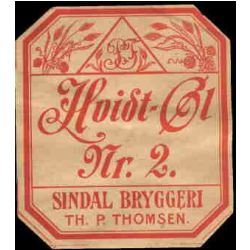 Hvidt-Øl
Nr. 2.
SINDAL BRYGGERI
TH. P. THOMSEN.